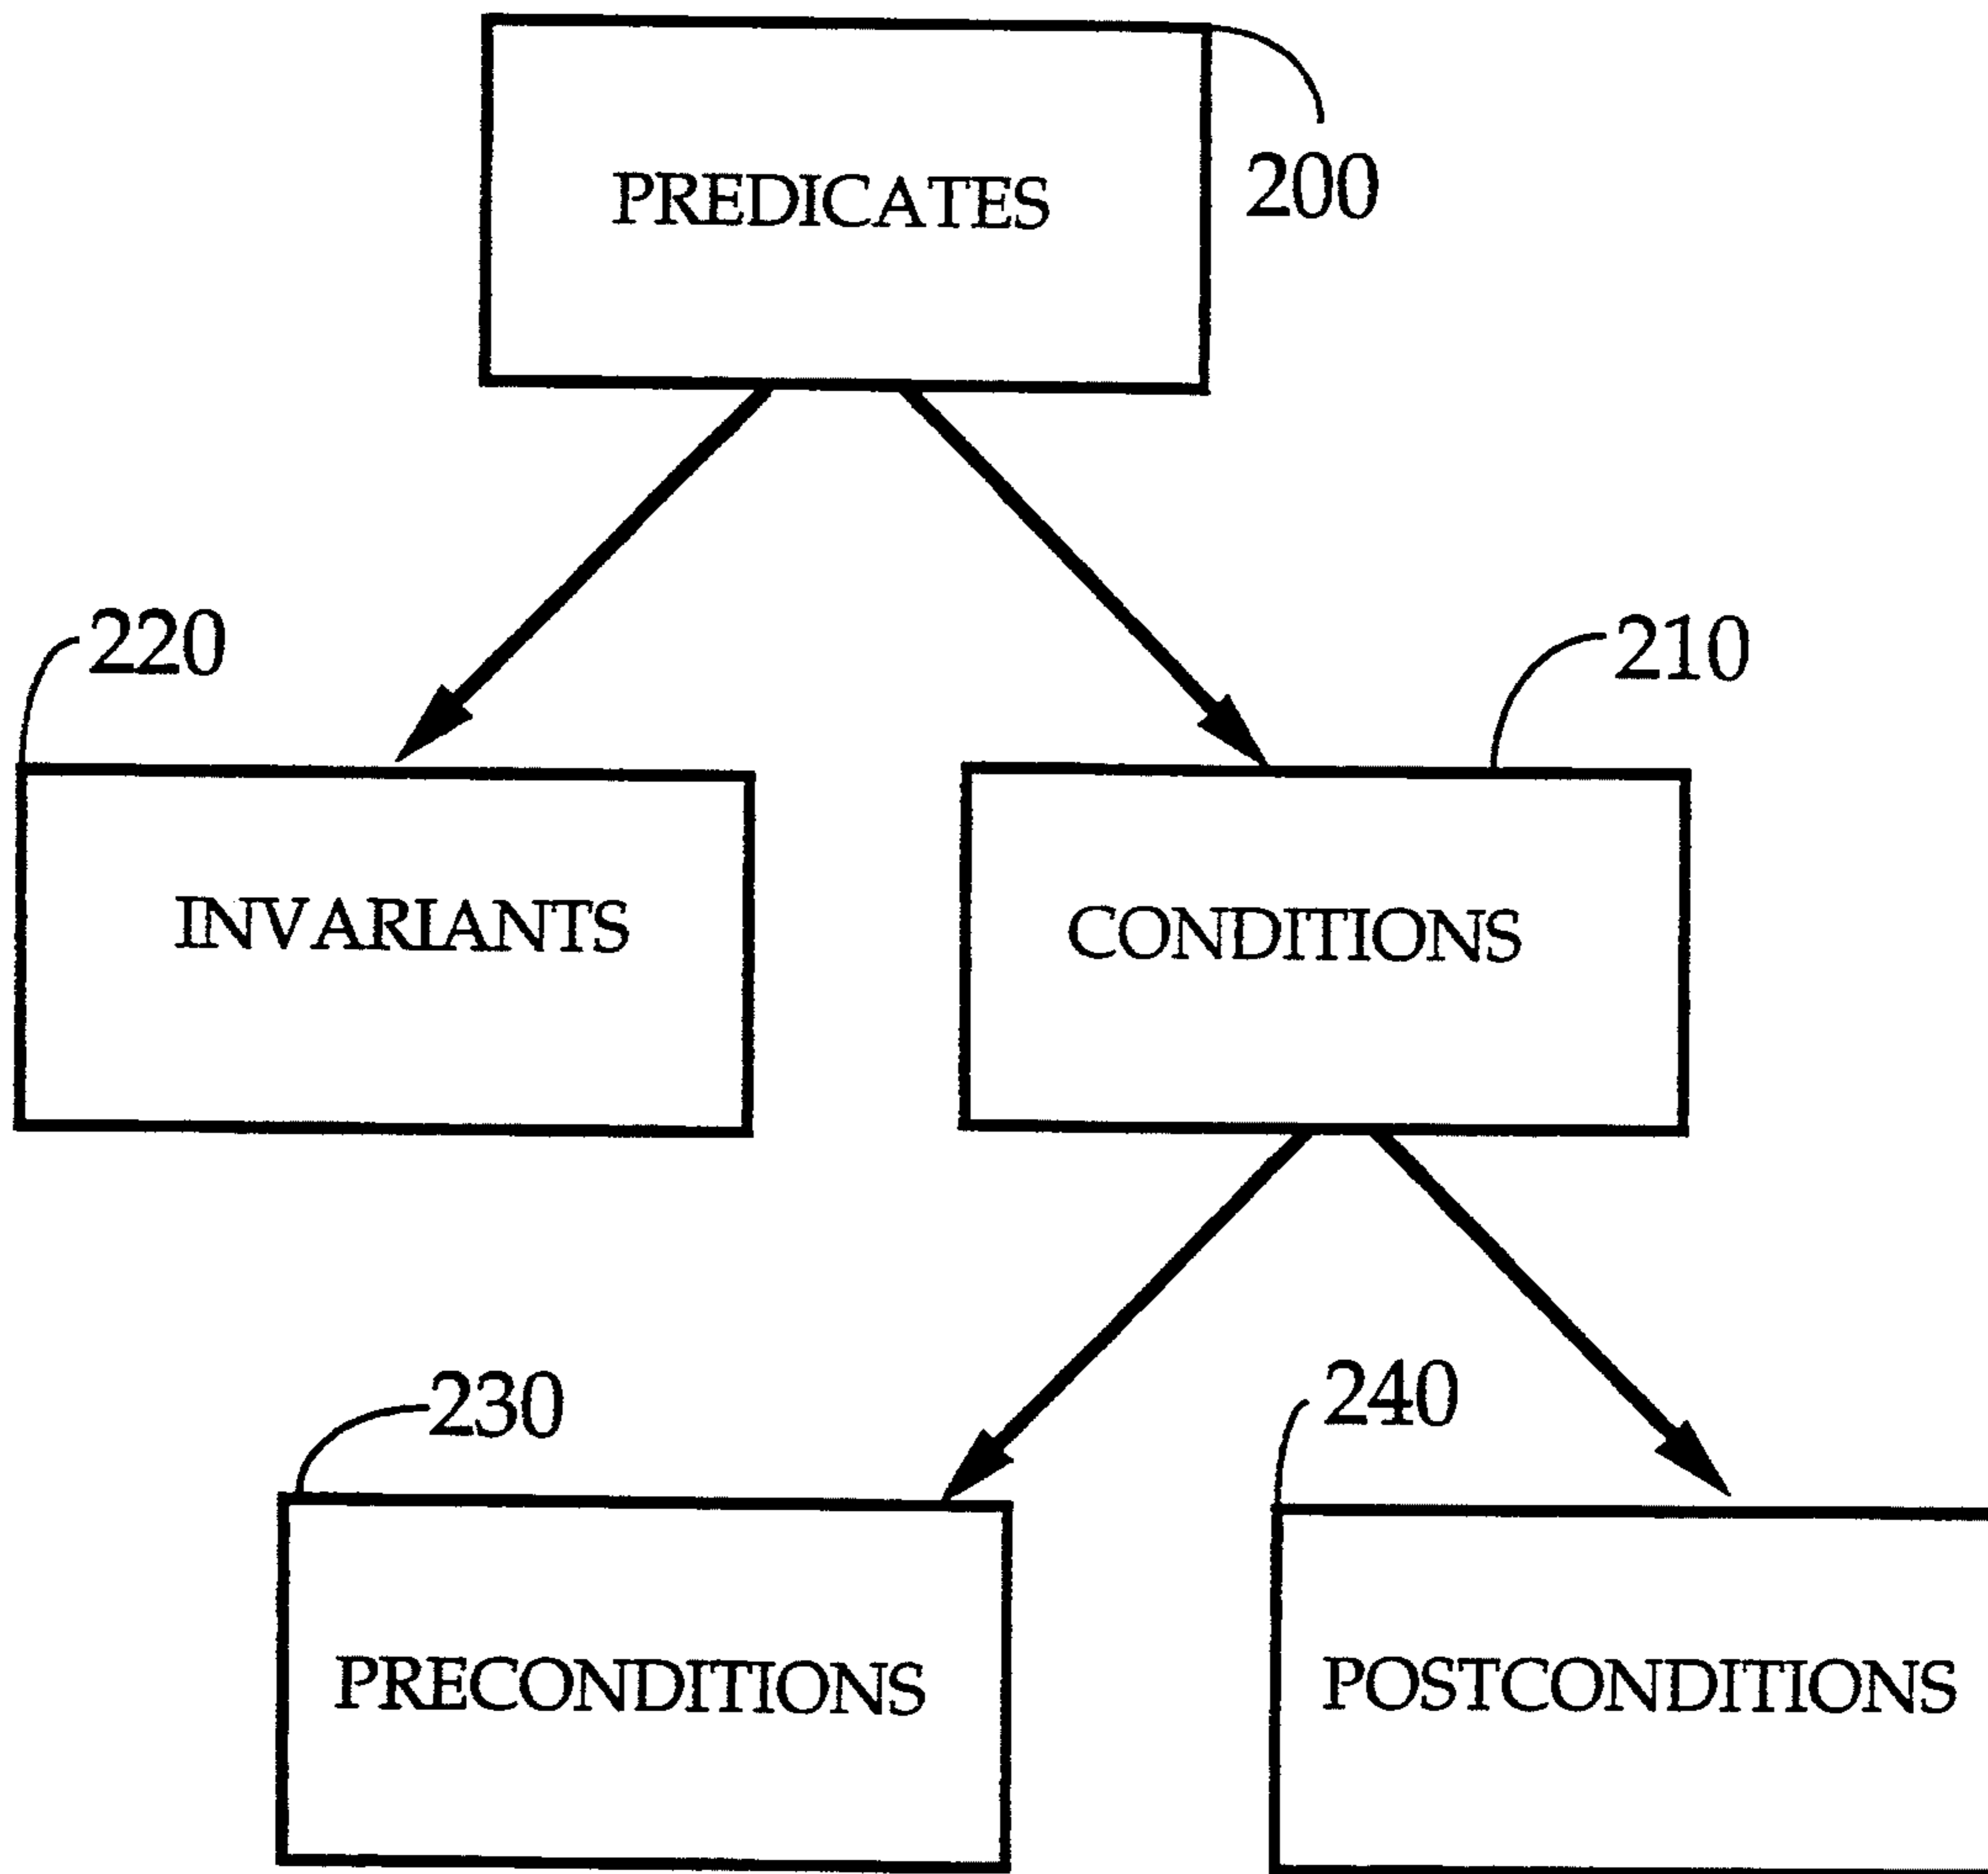 PREDICATES
200
220
210
INVARIANTS
CONDITIONS
230
240
PRECONDITIONS
POSTCONDITIONS